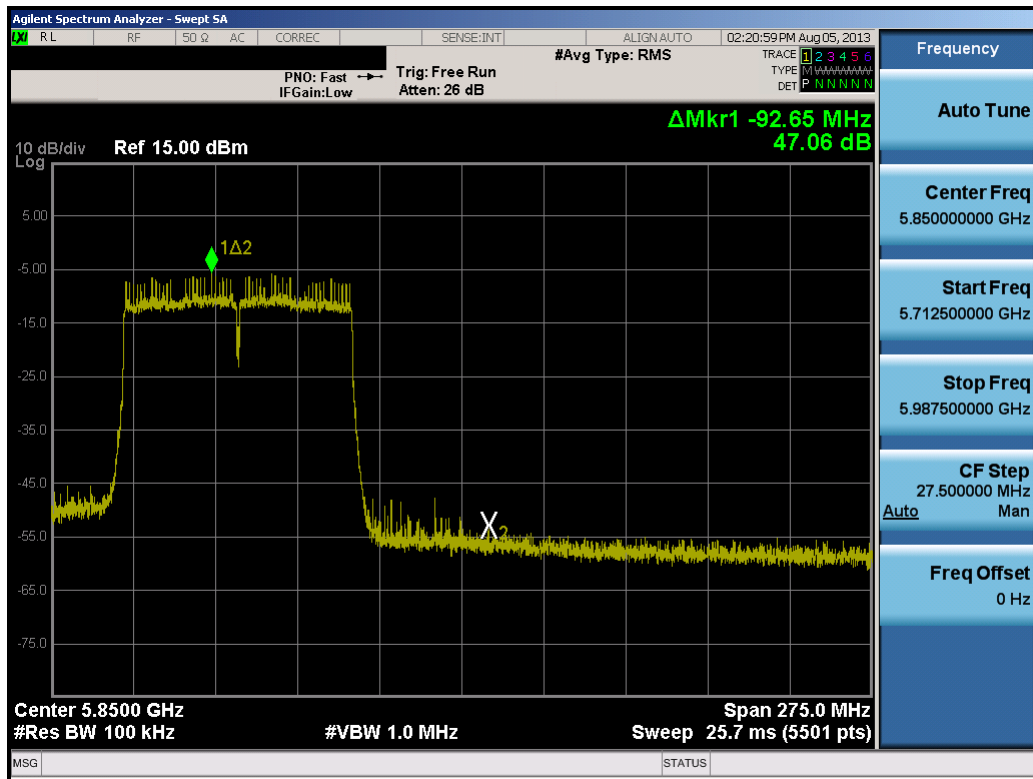 Agilent Spectrum Analyzer - Swept SA
LXI RL RF 50 Ω AC CORREC SENSE:INT ALIGN AUTO 02:20:59 PM Aug 05, 2013
Frequency
#Avg Type: RMS
TRACE 1 2 3 4 5 6
PNO: Fast
Trig: Free Run
TYPE M WWWWW
IFGain:Low
Atten: 26 dB
DET P N N N N N
Auto Tune
ΔMkr1 -92.65 MHz
47.06 dB
10 dB/div Ref 15.00 dBm
Log
Center Freq
5.850000000 GHz
5.00
1Δ2
-5.00
Start Freq
5.712500000 GHz
-15.0
-25.0
Stop Freq
5.987500000 GHz
-35.0
-45.0
CF Step
27.500000 MHz
Auto Man
X2
-55.0
Freq Offset
0 Hz
-65.0
-75.0
Center 5.8500 GHz Span 275.0 MHz
#Res BW 100 kHz #VBW 1.0 MHz Sweep 25.7 ms (5501 pts)
MSG STATUS